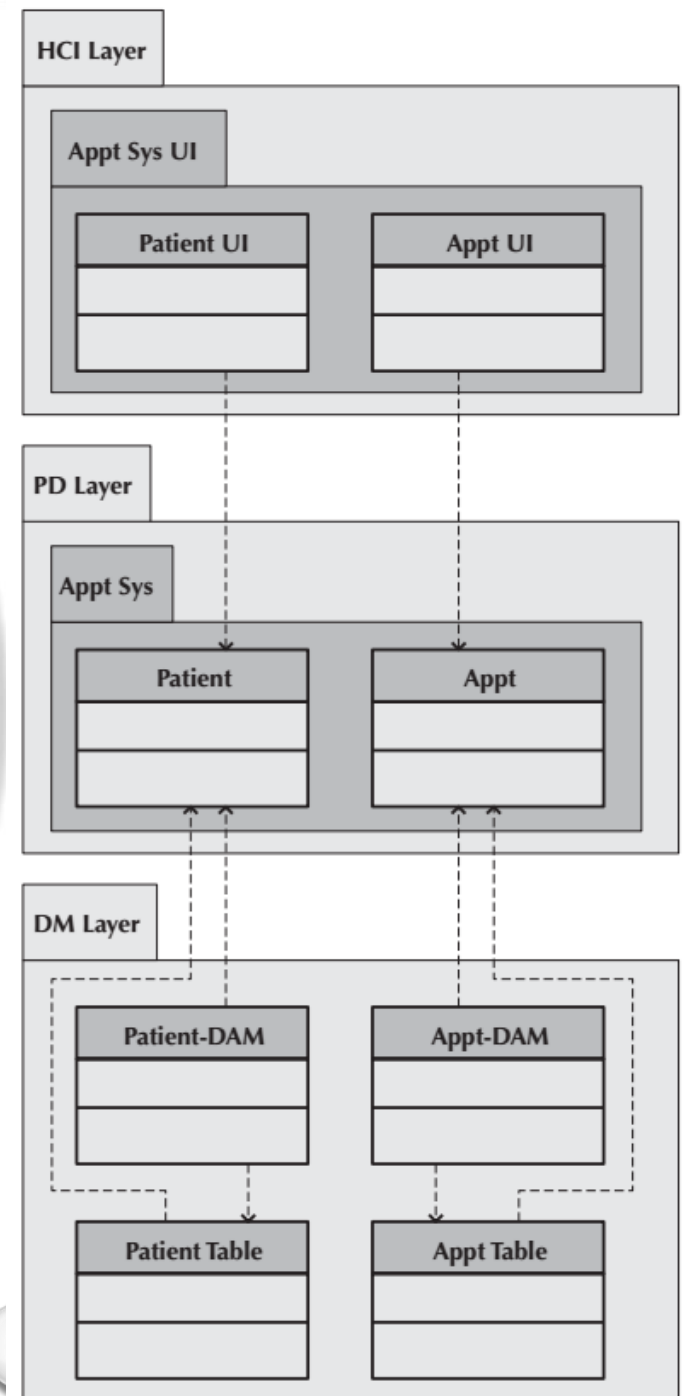 HCI Layer
Appt Sys UI
Patient UI
Appt UI
PD Layer
Appt Sys
Patient
Appt
DM Layer
Patient-DAM
Appt-DAM
Patient Table
Appt Table